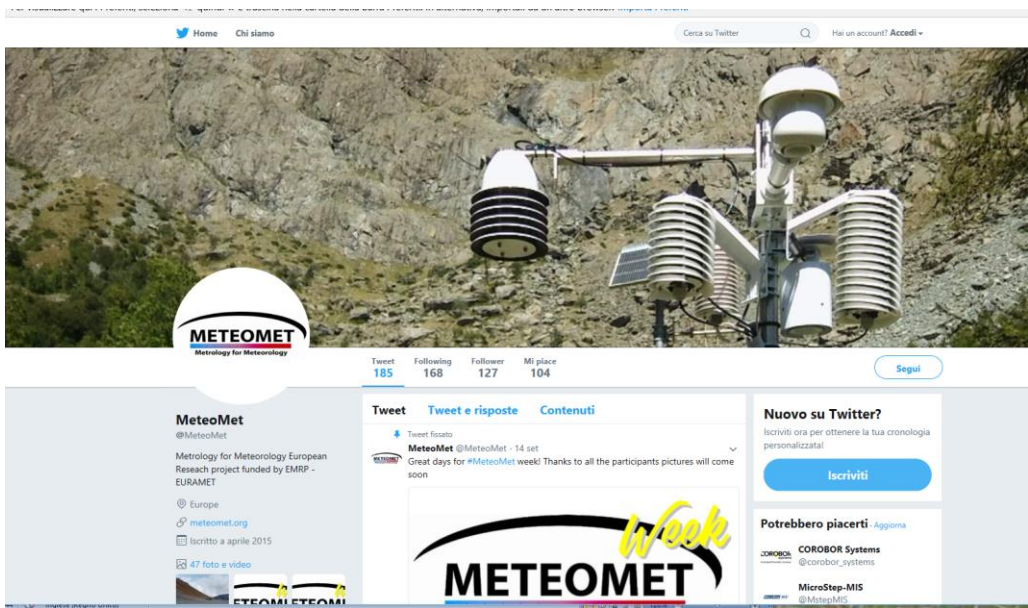 Home Chi siamo
Cerca su Twitter
Hai un account? Accedi
METEOMET
Metrology for Meteorology
Tweet Following Follower Mi piace
185 168 127 104
Segui
MeteoMet
@MeteoMet
Metrology for Meteorology European
Reseach project funded by EMRP -
EURAMET
Europe
meteomet.org
Iscritto a aprile 2015
47 foto e video
Tweet Tweet e risposte Contenuti
Tweet fissato
MeteoMet @MeteoMet · 14 set
Great days for #MeteoMet week! Thanks to all the participants pictures will come
soon
Week
METEOMET
Nuovo su Twitter?
Iscriviti ora per ottenere la tua cronologia
personalizzata!
Iscriviti
Potrebbero piacerti · Aggiorna
COROBOR Systems
@corobor_systems
MicroStep-MIS
@MstepMIS